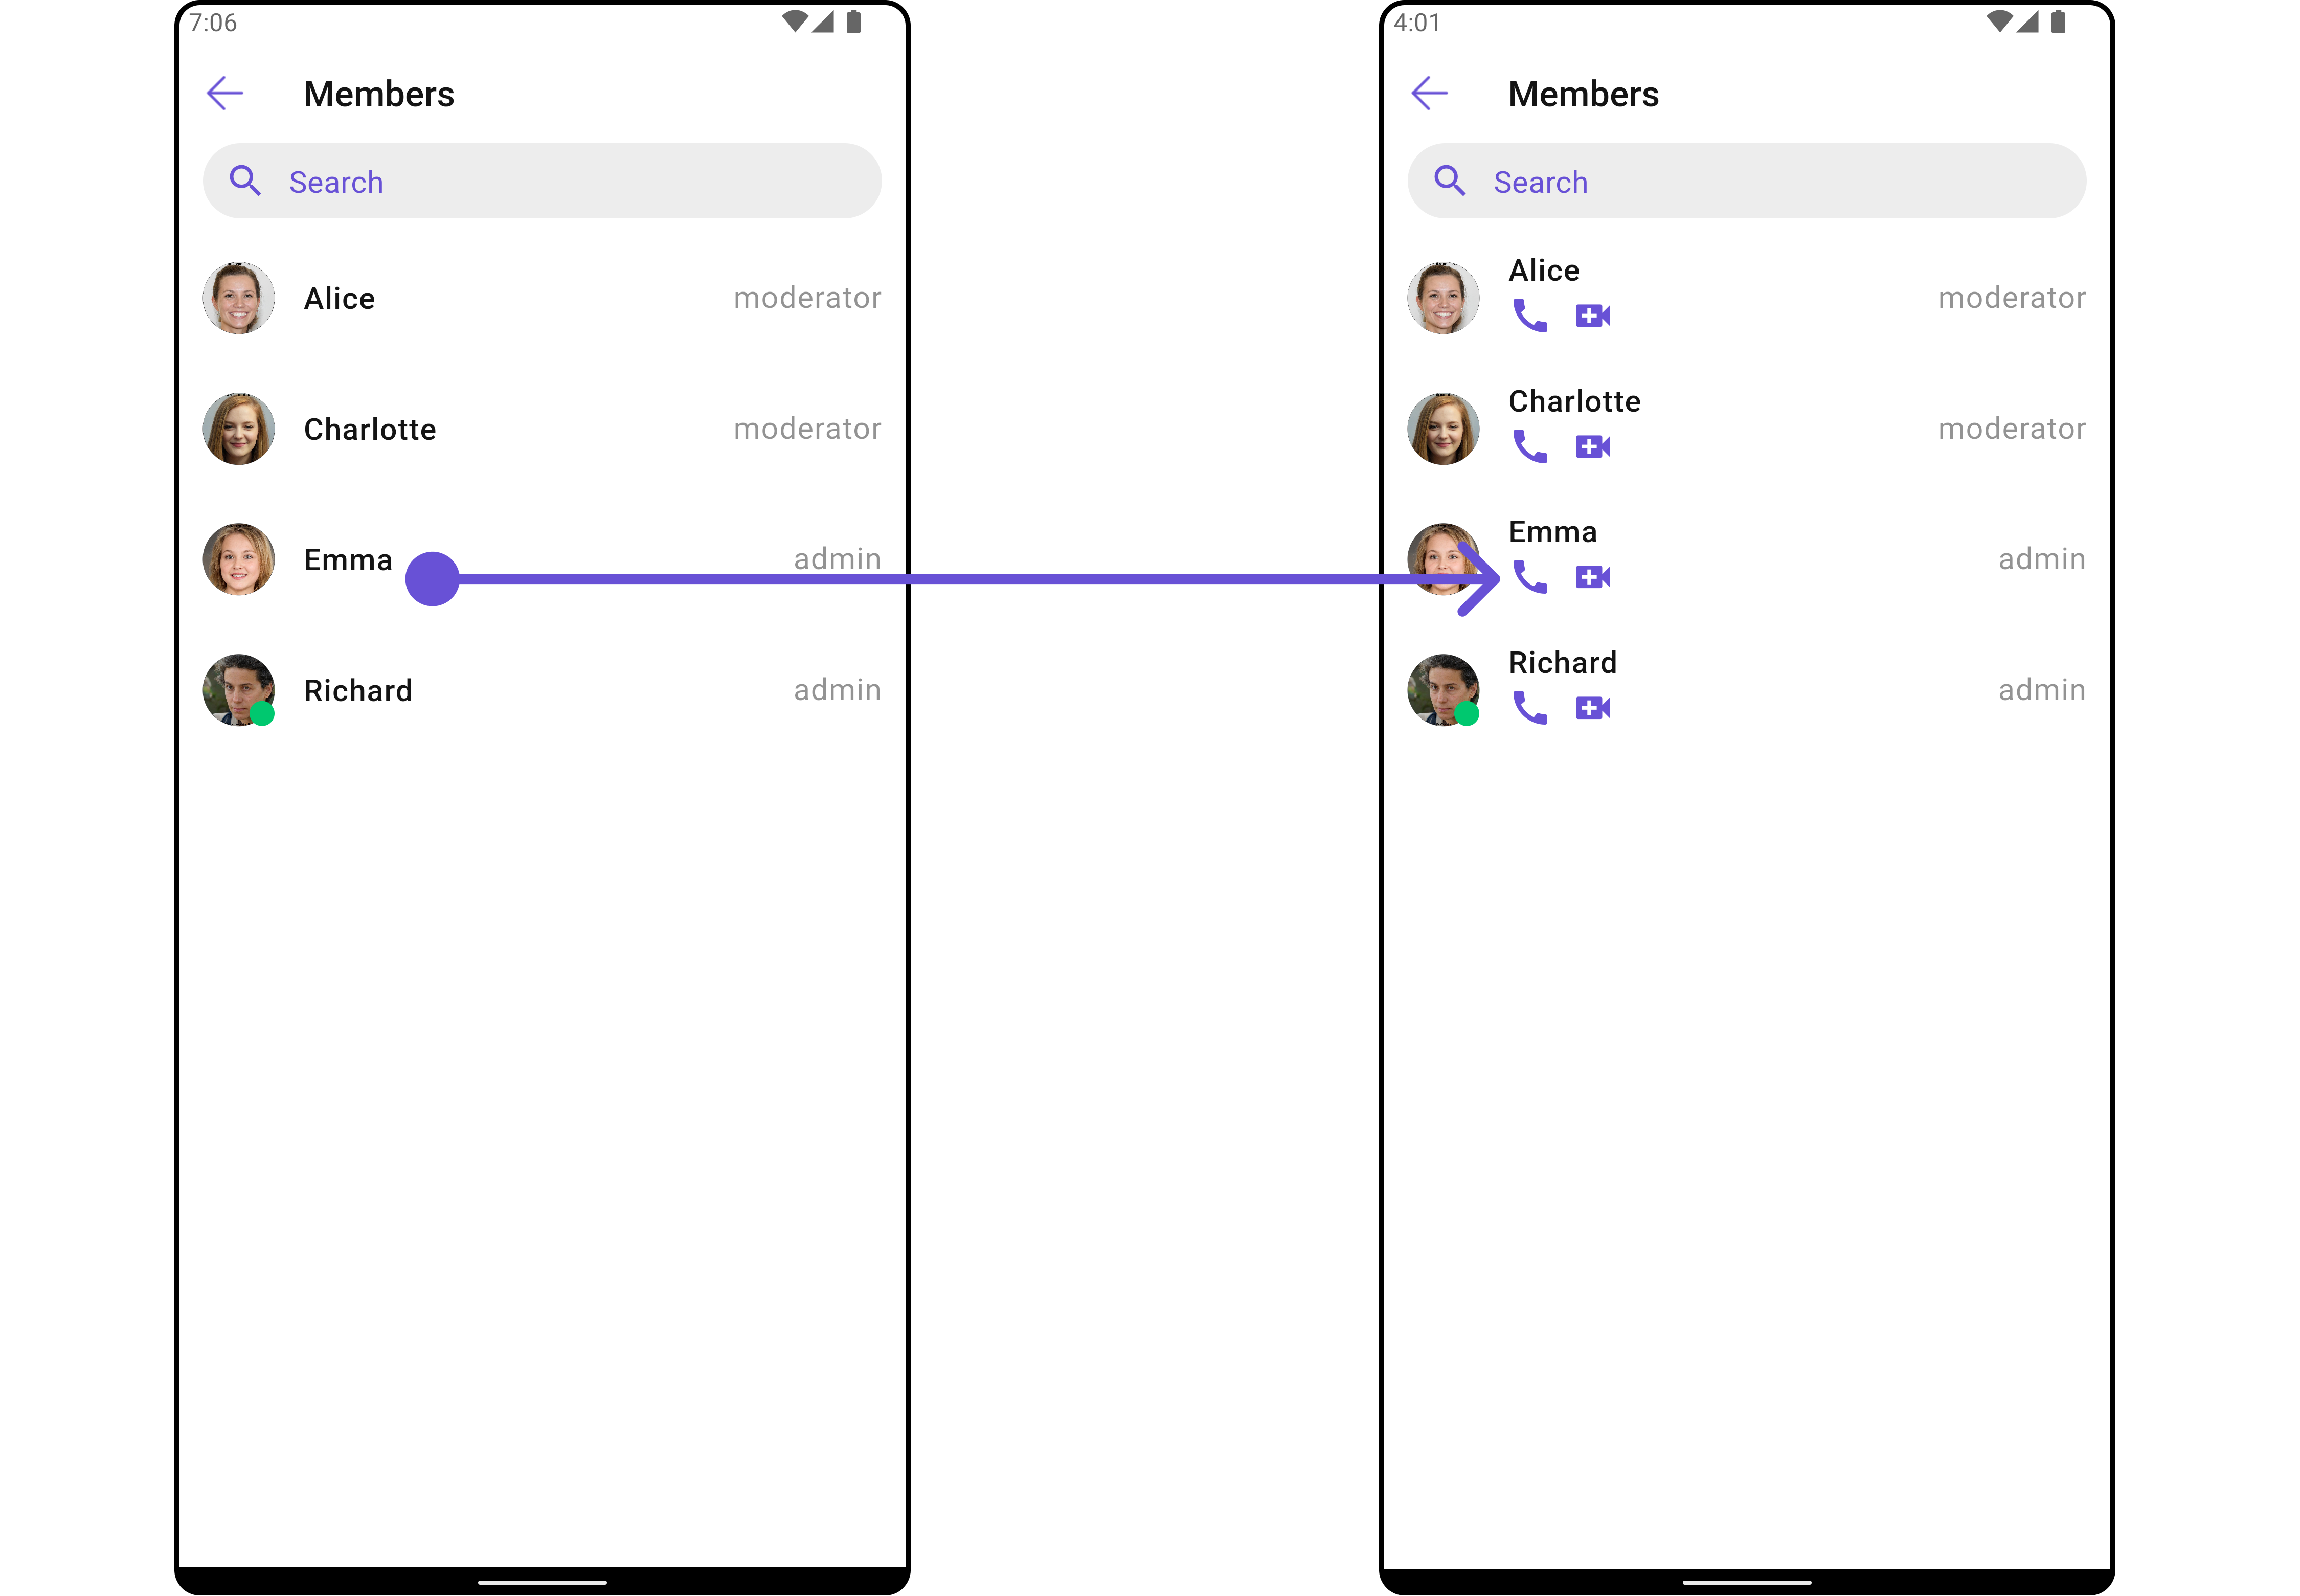 7:06
Members
Search
Alice
moderator
Charlotte
moderator
Emma
admin
Richard
admin
4:01
Members
Search
Alice
moderator
Charlotte
moderator
Emma
admin
Richard
admin